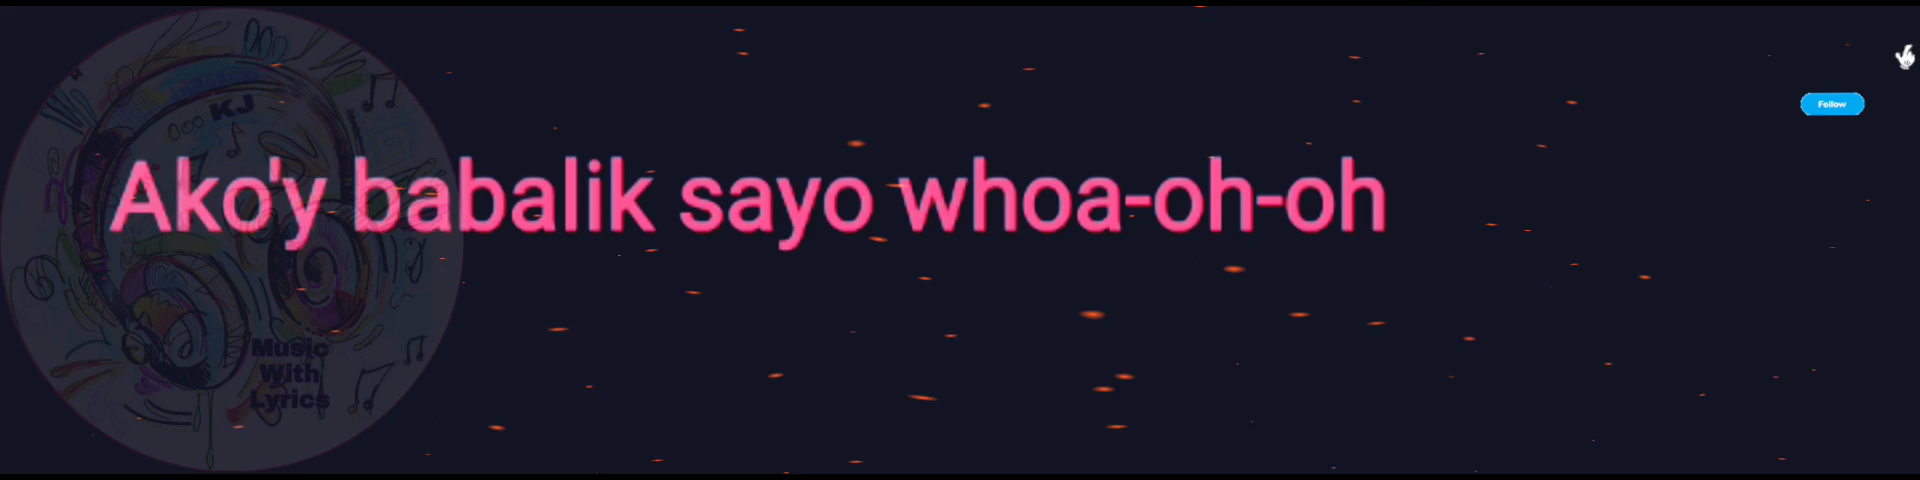 Follow
KJ
Ako'y babalik sayo whoa-oh-oh
Music
With
Lyrics